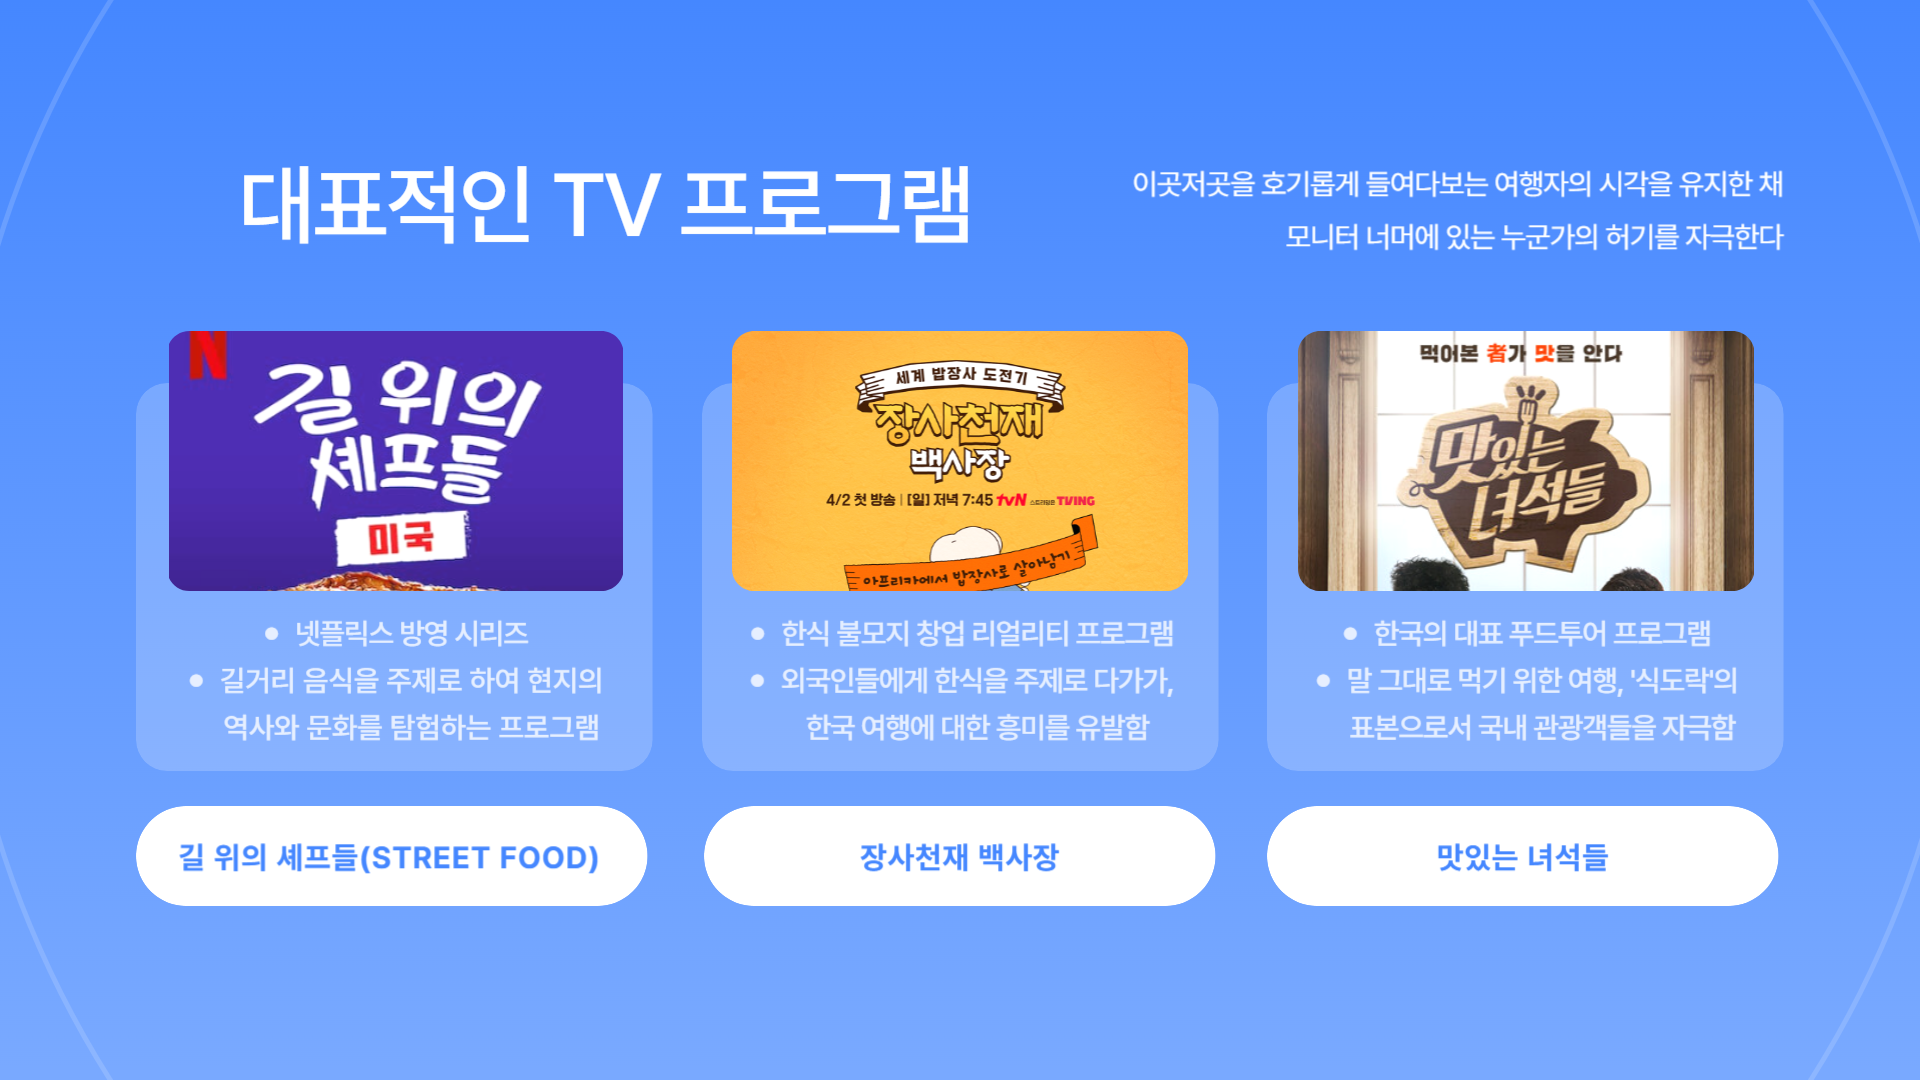 대표적인 TV 프로그램
이곳저곳을 호기롭게 들여다보는 여행자의 시각을 유지한 채
모니터 너머에 있는 누군가의 허기를 자극한다
N
길 위의
셰프들
미국
넷플릭스 방영 시리즈
길거리 음식을 주제로 하여 현지의
역사와 문화를 탐험하는 프로그램
길 위의 셰프들(STREET FOOD)
세계 밥장사 도전기
장사천재
백사장
4/2 첫 방송 | [일] 저녁 7:45 tvN 스트리밍은 TVING
아프리카에서 밥장사로 살아남기
한식 불모지 창업 리얼리티 프로그램
외국인들에게 한식을 주제로 다가가,
한국 여행에 대한 흥미를 유발함
장사천재 백사장
먹어본 者가 맛을 안다
맛있는
녀석들
한국의 대표 푸드투어 프로그램
말 그대로 먹기 위한 여행, '식도락'의
표본으로서 국내 관광객들을 자극함
맛있는 녀석들